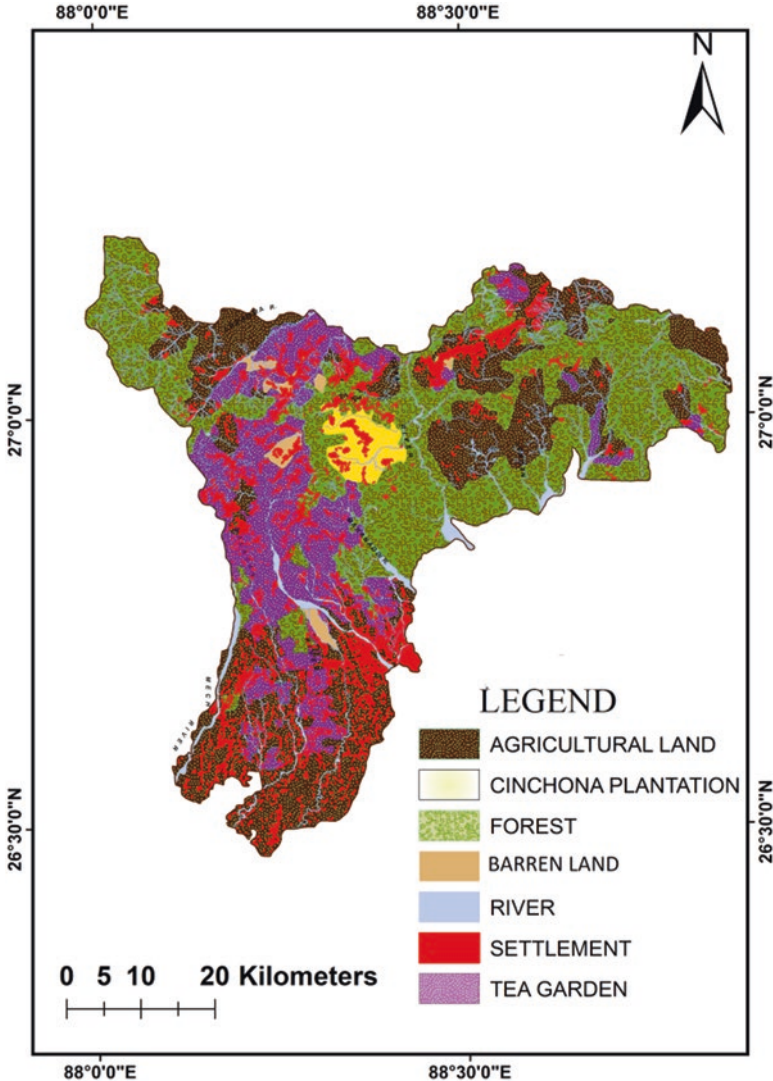 88°0'0"E
88°30'0"E
N
27°0'0"N
27°0'0"N
MECH
RIVER
26°30'0"N
26°30'0"N
LEGEND
AGRICULTURAL LAND
CINCHONA PLANTATION
FOREST
BARREN LAND
RIVER
SETTLEMENT
TEA GARDEN
0 5 10 20 Kilometers
88°0'0"E
88°30'0"E